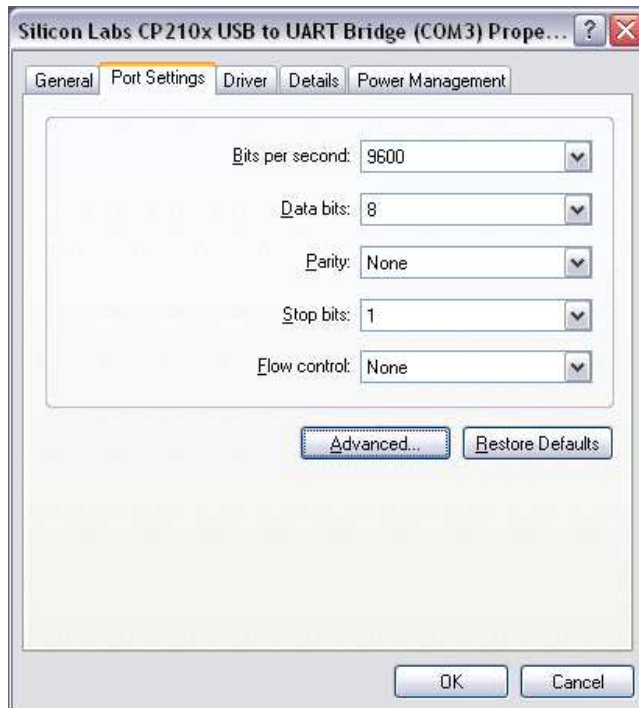 Silicon Labs CP210x USB to UART Bridge (COM3) Prope... ?
General Port Settings Driver Details Power Management
Bits per second: 9600
Data bits: 8
Parity: None
Stop bits: 1
Flow control: None
Advanced... Restore Defaults
OK Cancel